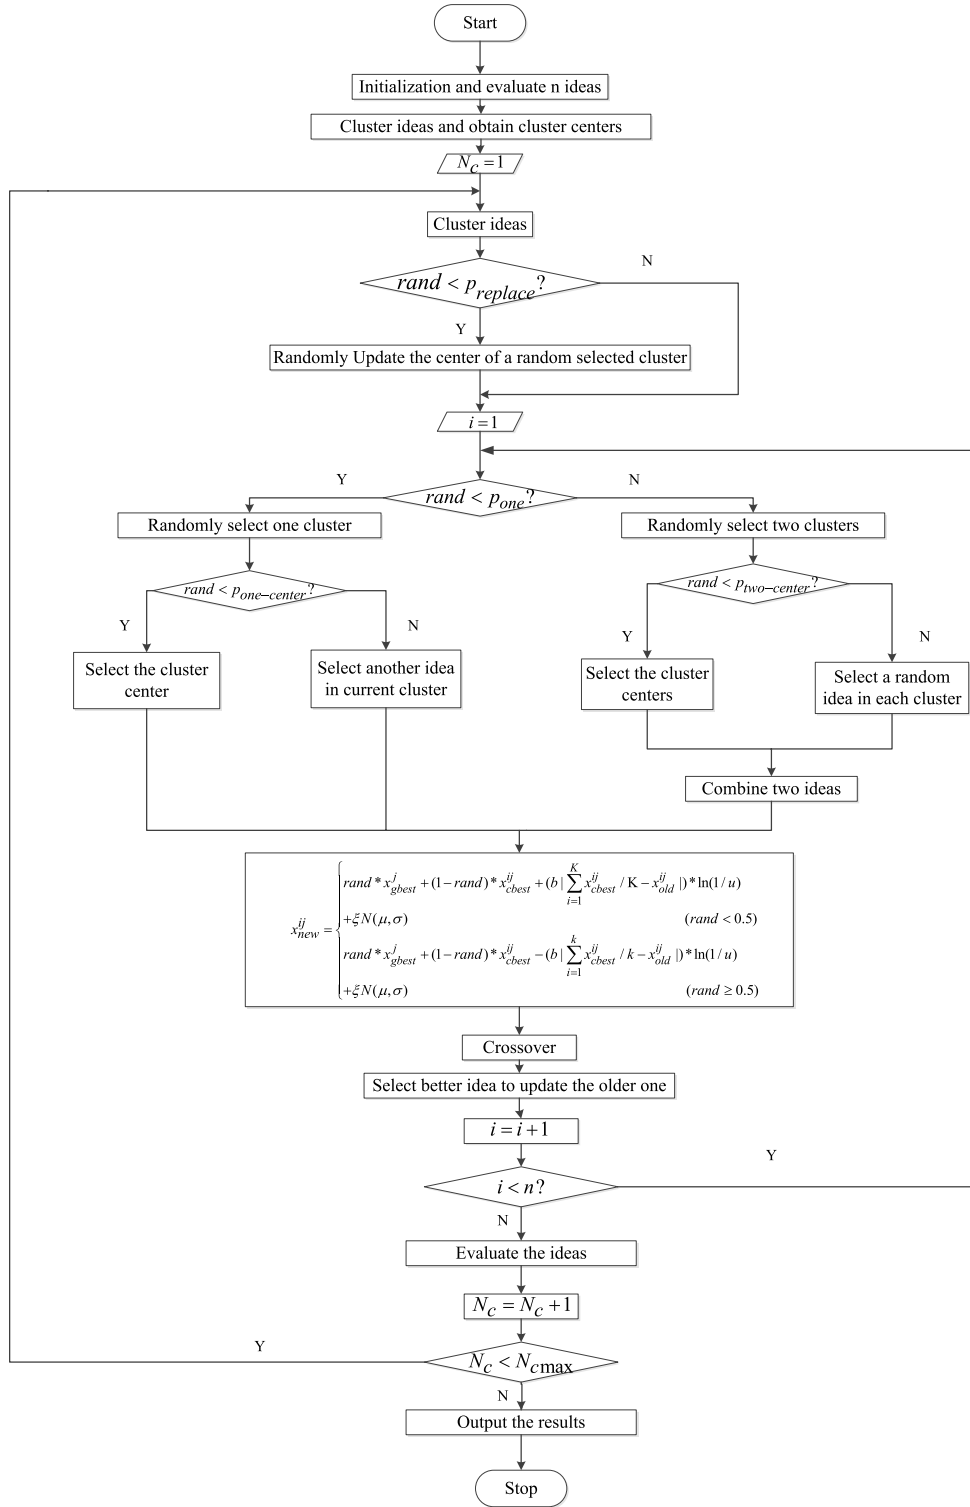 Start
Initialization and evaluate n ideas
Cluster ideas and obtain cluster centers
N_c = 1
Cluster ideas
N
rand < p_replace?
Y
Randomly Update the center of a random selected cluster
i = 1
Y
N
rand < p_one?
Randomly select one cluster
Randomly select two clusters
rand < p_one−center?
rand < p_two−center?
Y
N
Y
N
Select the cluster
center
Select another idea
in current cluster
Select the cluster
centers
Select a random
idea in each cluster
Combine two ideas
x_new^ij = { rand * x_gbest^j + (1 − rand) * x_cbest^ij + (b | ∑_{i=1}^{K} x_cbest^ij / K − x_old^ij |) * ln(1 / u)
+ξN(μ, σ) (rand < 0.5)
rand * x_gbest^j + (1 − rand) * x_cbest^ij − (b | ∑_{i=1}^{k} x_cbest^ij / k − x_old^ij |) * ln(1 / u)
+ξN(μ, σ) (rand ≥ 0.5)
Crossover
Select better idea to update the older one
i = i + 1
Y
i < n?
N
Evaluate the ideas
N_c = N_c + 1
Y
N_c < N_cmax
N
Output the results
Stop